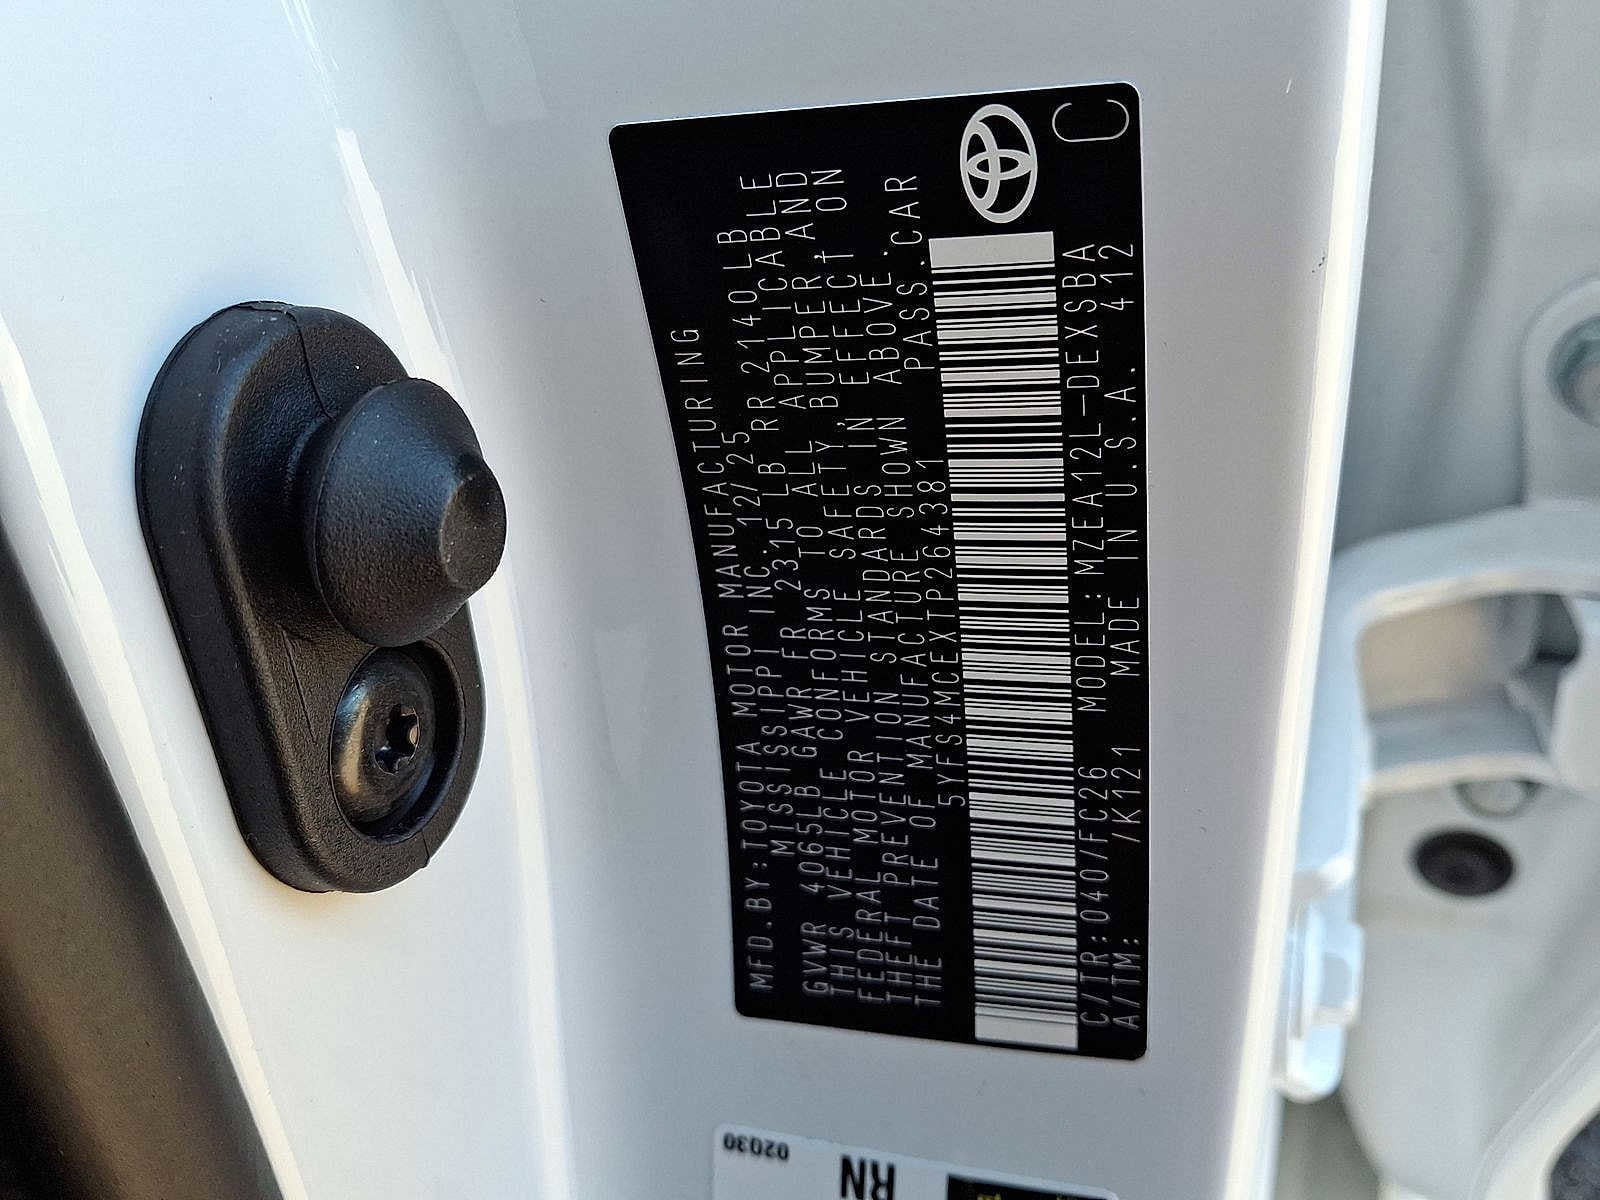 MFD.BY:TOYOTA MOTOR MANUFACTURING
MISSISSIPPI INC. 12/25
GVWR 4065LB GAWR FR 2315LB RR 2140LB
THIS VEHICLE CONFORMS TO ALL APPLICABLE
FEDERAL MOTOR VEHICLE SAFETY, BUMPER, AND
THEFT PREVENTION STANDARDS IN EFFECT ON
THE DATE OF MANUFACTURE SHOWN ABOVE.
5YFS4MCEXTP264381 PASS.CAR
C/TR:040/FC26 MODEL:MZEA12L-DEXSBA
A/TM: /K121 MADE IN U.S.A. 412
C
02Q30
RN